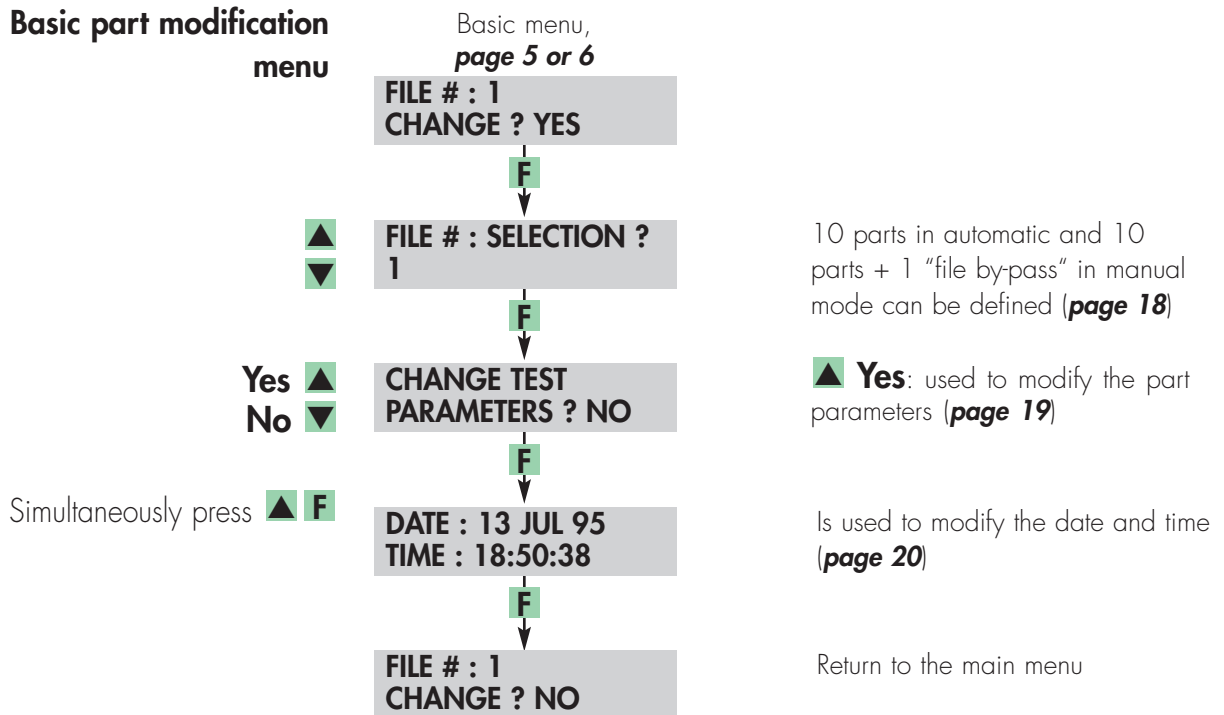 Basic part modification
menu
Basic menu,
page 5 or 6
FILE # : 1
CHANGE ? YES
F
▲
▼
FILE # : SELECTION ?
1
10 parts in automatic and 10
parts + 1 “file by-pass“ in manual
mode can be defined (page 18)
F
Yes ▲
No ▼
CHANGE TEST
PARAMETERS ? NO
▲ Yes: used to modify the part
parameters (page 19)
F
Simultaneously press ▲ F
DATE : 13 JUL 95
TIME : 18:50:38
Is used to modify the date and time
(page 20)
F
FILE # : 1
CHANGE ? NO
Return to the main menu